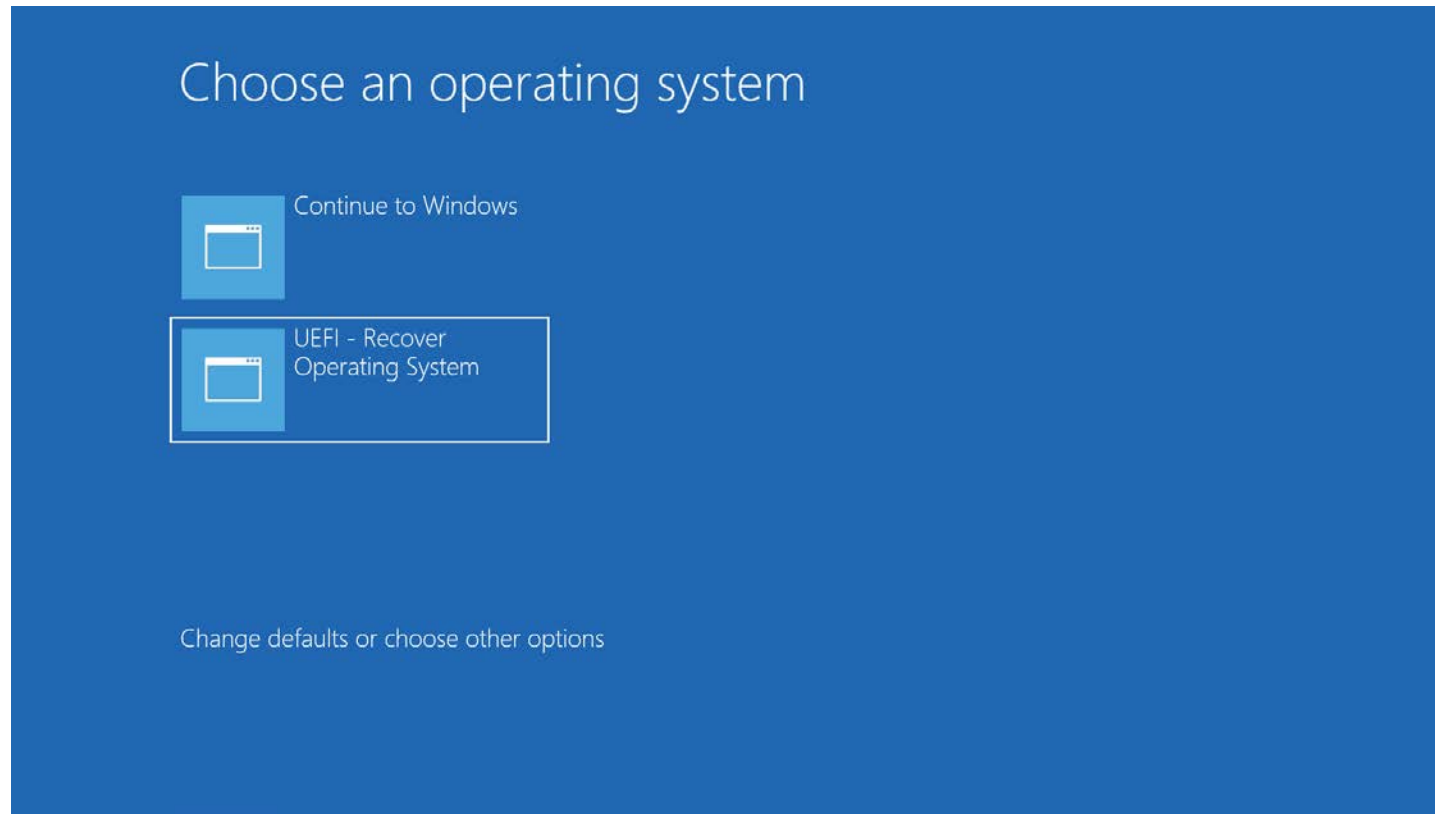 Choose an operating system
Continue to Windows
UEFI - Recover
Operating System
Change defaults or choose other options